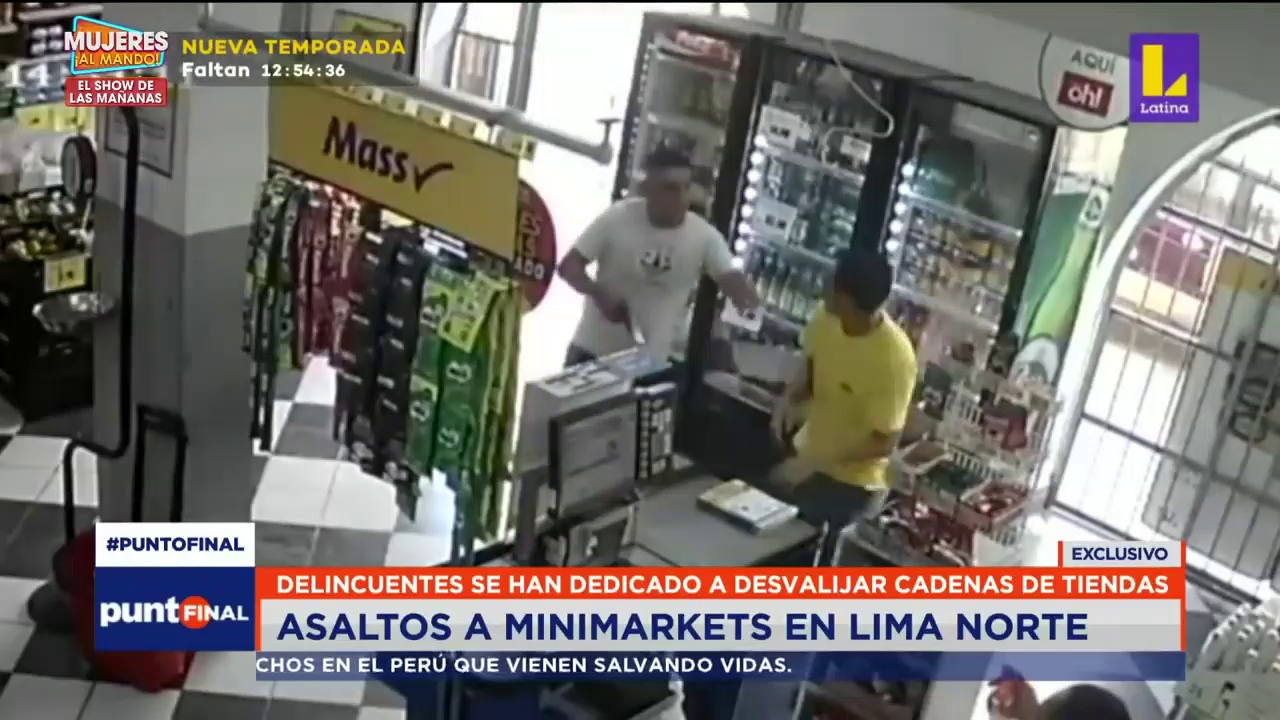 MUJERES
¡AL MANDO!
EL SHOW DE
LAS MAÑANAS
NUEVA TEMPORADA
Faltan 12:54:36
14
AQUÍ
oh!
Latina
Mass
#PUNTOFINAL
EXCLUSIVO
puntoFINAL
DELINCUENTES SE HAN DEDICADO A DESVALIJAR CADENAS DE TIENDAS
ASALTOS A MINIMARKETS EN LIMA NORTE
CHOS EN EL PERÚ QUE VIENEN SALVANDO VIDAS.